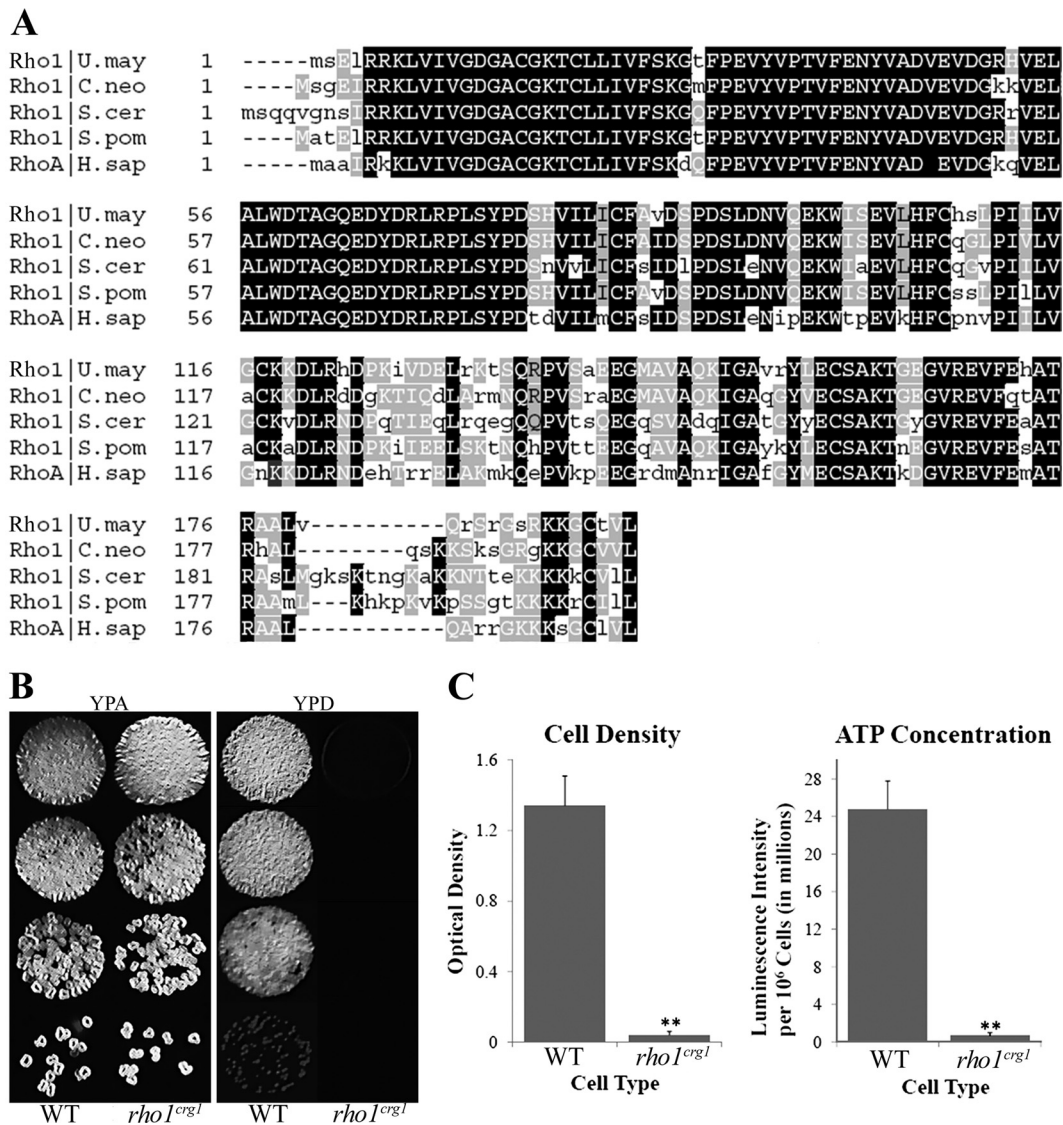 A
Rho1|U.may 1 -----msElRRKLVIVGDGACGKTCLLIVFSKGtFPEVYVPTVFENYVADVEVDGRHVEL
Rho1|C.neo 1 ----MsgEIRRKLVIVGDGACGKTCLLIVFSKGmFPEVYVPTVFENYVADVEVDGkkVEL
Rho1|S.cer 1 msqqvgnsIRRKLVIVGDGACGKTCLLIVFSKGQFPEVYVPTVFENYVADVEVDGRrVEL
Rho1|S.pom 1 ----MatElRRKLVIVGDGACGKTCLLIVFSKGQFPEVYVPTVFENYVADVEVDGRHVEL
RhoA|H.sap 1 -----maaIRkKLVIVGDGACGKTCLLIVFSKdQFPEVYVPTVFENYVAD EVDGkqVEL
Rho1|U.may 56 ALWDTAGQEDYDRLRPLSYPDSHVILICFAvDSPDSLDNVQEKWISEVLHFChsLPIILV
Rho1|C.neo 57 ALWDTAGQEDYDRLRPLSYPDSHVILICFAIDSPDSLDNVQEKWISEVLHFCqGLPIVLV
Rho1|S.cer 61 ALWDTAGQEDYDRLRPLSYPDSnVvLICFsIDlPDSLeNVQEKWIaEVLHFCqGvPIILV
Rho1|S.pom 57 ALWDTAGQEDYDRLRPLSYPDSHVILICFAvDSPDSLDNVQEKWISEVLHFCssLPIlLV
RhoA|H.sap 56 ALWDTAGQEDYDRLRPLSYPDtdVILmCFsIDSPDSLeNipEKWtpEVkHFCpnvPIILV
Rho1|U.may 116 GCKKDLRhDPKiVDELrKtSQRPVSaEEGMAVAQKIGAvrYLECSAKTGEGVREVFEhAT
Rho1|C.neo 117 aCKKDLRdDgKTIQdLArmNQRPVSraEGMAVAQKIGAqGYVECSAKTGEGVREVFQtAT
Rho1|S.cer 121 GCKvDLRNDPqTIEqLrqegQQPVtsQEGqSVAdqIGAtGYyECSAKTGyGVREVFEaAT
Rho1|S.pom 117 aCKaDLRNDPKiIEELSKtNQhPVttEEGqAVAQKIGAykYLECSAKTnEGVREVFEsAT
RhoA|H.sap 116 GnKKDLRNDehTrrELAKmkQePVkpEEGrdmAnrIGAfGYMECSAKTkDGVREVFEmAT
Rho1|U.may 176 RAALv----------QrSrGsRKKGCtVL
Rho1|C.neo 177 RhAL---------qsKKSksGRgKKGCVVL
Rho1|S.cer 181 RAsLMgksKtngKaKKNTteKKKKkCVlL
Rho1|S.pom 177 RAAmL---KhkpKvKpSSgtKKKKrCIlL
RhoA|H.sap 176 RAAL-----------QArrGKKKsGClVL
B
YPA YPD
WT rho1crg1 WT rho1crg1
C
Cell Density
Optical Density
1.6
1.2
0.8
0.4
0
**
WT rho1crg1
Cell Type
ATP Concentration
Luminescence Intensity
per 10⁶ Cells (in millions)
28
24
20
16
12
8
4
0
**
WT rho1crg1
Cell Type